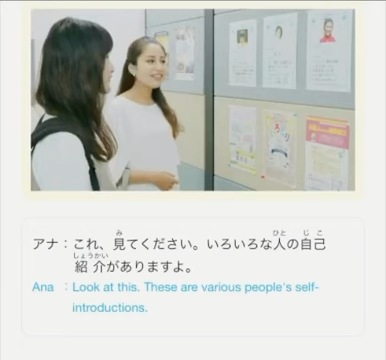 アナ：これ、見てください。いろいろな人の自己
紹介がありますよ。
Ana : Look at this. These are various people's self-
introductions.